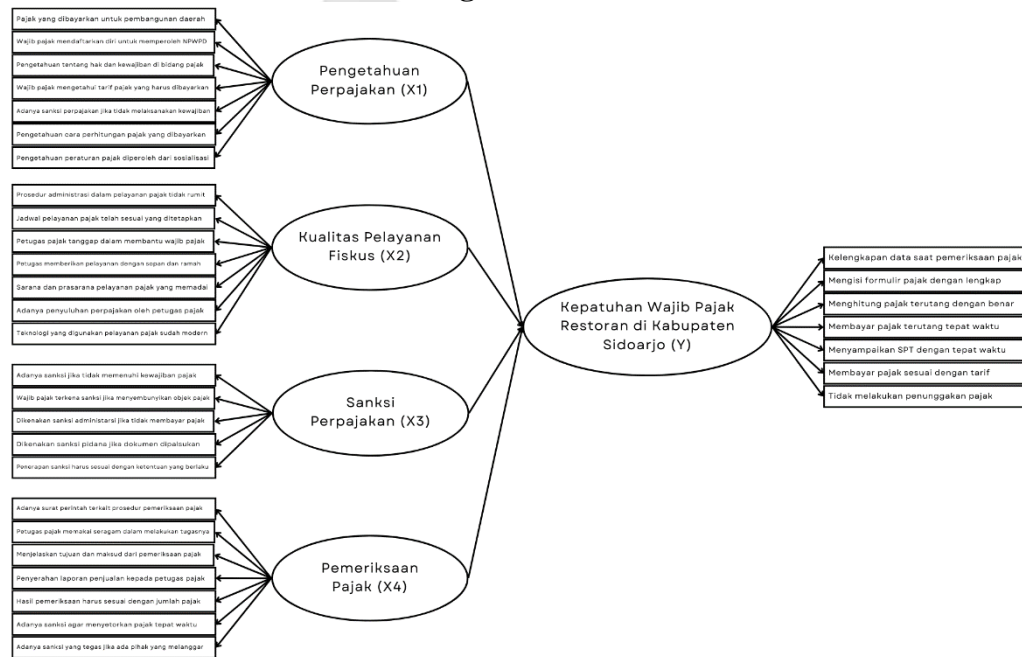 Pajak yang dibayarkan untuk pembangunan daerah
Wajib pajak mendaftarkan diri untuk memperoleh NPWPD
Pengetahuan tentang hak dan kewajiban di bidang pajak
Wajib pajak mengetahui tarif pajak yang harus dibayarkan
Adanya sanksi perpajakan jika tidak melaksanakan kewajiban
Pengetahuan cara perhitungan pajak yang dibayarkan
Pengetahuan peraturan pajak diperoleh dari sosialisasi
Pengetahuan
Perpajakan (X1)
Prosedur administrasi dalam pelayanan pajak tidak rumit
Jadwal pelayanan pajak telah sesuai yang ditetapkan
Petugas pajak tanggap dalam membantu wajib pajak
Petugas memberikan pelayanan dengan sopan dan ramah
Sarana dan prasarana pelayanan pajak yang memadai
Adanya penyuluhan perpajakan oleh petugas pajak
Teknologi yang digunakan pelayanan pajak sudah modern
Kualitas Pelayanan
Fiskus (X2)
Adanya sanksi jika tidak memenuhi kewajiban pajak
Wajib pajak terkena sanksi jika menyembunyikan objek pajak
Dikenakan sanksi administarsi jika tidak membayar pajak
Dikenakan sanksi pidana jika dokumen dipalsukan
Penerapan sanksi harus sesuai dengan ketentuan yang berlaku
Sanksi
Perpajakan (X3)
Adanya surat perintah terkait prosedur pemeriksaan pajak
Petugas pajak memakai seragam dalam melakukan tugasnya
Menjelaskan tujuan dan maksud dari pemeriksaan pajak
Penyerahan laporan penjualan kepada petugas pajak
Hasil pemeriksaan harus sesuai dengan jumlah pajak
Adanya sanksi agar menyetorkan pajak tepat waktu
Adanya sanksi yang tegas jika ada pihak yang melanggar
Pemeriksaan
Pajak (X4)
Kepatuhan Wajib Pajak
Restoran di Kabupaten
Sidoarjo (Y)
Kelengkapan data saat pemeriksaan pajak
Mengisi formulir pajak dengan lengkap
Menghitung pajak terutang dengan benar
Membayar pajak terutang tepat waktu
Menyampaikan SPT dengan tepat waktu
Membayar pajak sesuai dengan tarif
Tidak melakukan penunggakan pajak